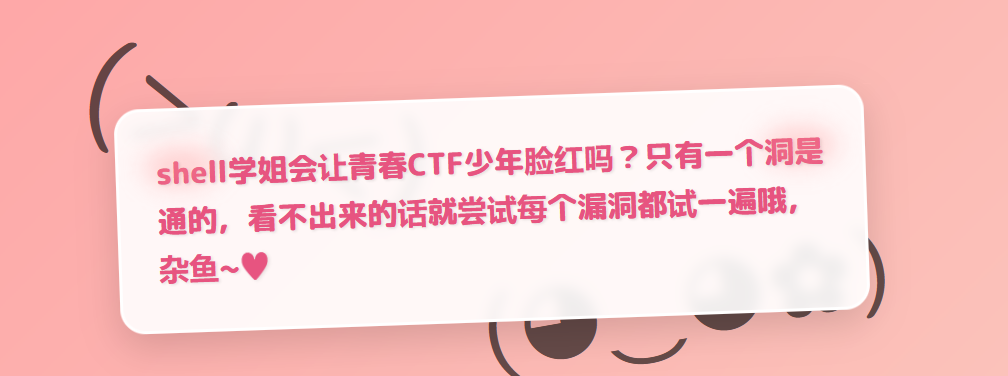 shell学姐会让青春CTF少年脸红吗？只有一个洞是
通的，看不出来的话就尝试每个漏洞都试一遍哦，
杂鱼~♥